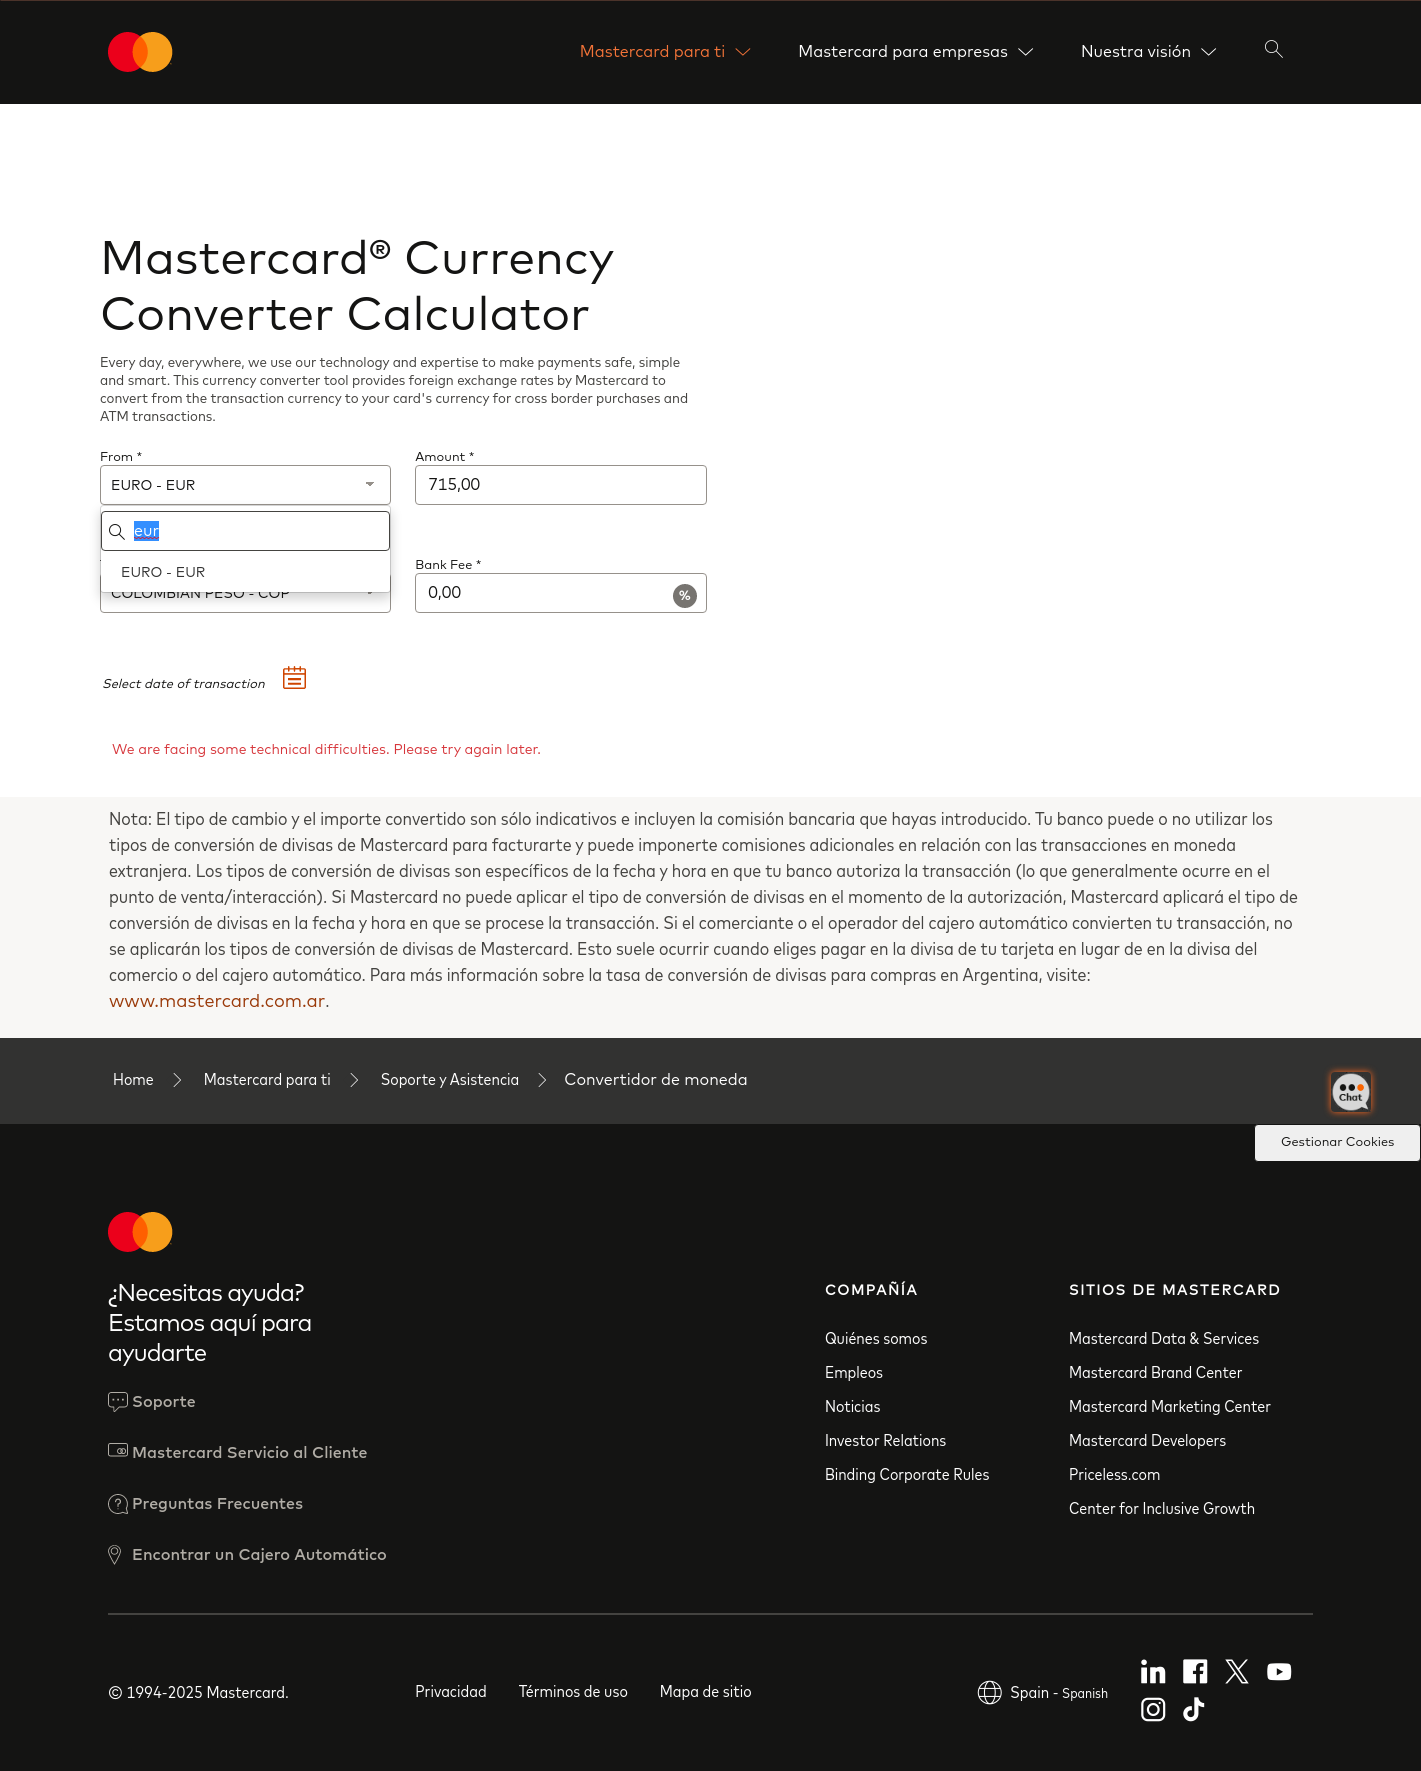 Mastercard para ti
Mastercard para empresas
Nuestra visión
Mastercard® Currency
Converter Calculator
Every day, everywhere, we use our technology and expertise to make payments safe, simple
and smart. This currency converter tool provides foreign exchange rates by Mastercard to
convert from the transaction currency to your card's currency for cross border purchases and
ATM transactions.
From *
Amount *
EURO - EUR
715,00
eur
EURO - EUR
Bank Fee *
COLOMBIAN PESO - COP
0,00
%
Select date of transaction
We are facing some technical difficulties. Please try again later.
Nota: El tipo de cambio y el importe convertido son sólo indicativos e incluyen la comisión bancaria que hayas introducido. Tu banco puede o no utilizar los
tipos de conversión de divisas de Mastercard para facturarte y puede imponerte comisiones adicionales en relación con las transacciones en moneda
extranjera. Los tipos de conversión de divisas son específicos de la fecha y hora en que tu banco autoriza la transacción (lo que generalmente ocurre en el
punto de venta/interacción). Si Mastercard no puede aplicar el tipo de conversión de divisas en el momento de la autorización, Mastercard aplicará el tipo de
conversión de divisas en la fecha y hora en que se procese la transacción. Si el comerciante o el operador del cajero automático convierten tu transacción, no
se aplicarán los tipos de conversión de divisas de Mastercard. Esto suele ocurrir cuando eliges pagar en la divisa de tu tarjeta en lugar de en la divisa del
comercio o del cajero automático. Para más información sobre la tasa de conversión de divisas para compras en Argentina, visite:
www.mastercard.com.ar.
Home
Mastercard para ti
Soporte y Asistencia
Convertidor de moneda
Chat
Gestionar Cookies
¿Necesitas ayuda?
Estamos aquí para
ayudarte
Soporte
Mastercard Servicio al Cliente
Preguntas Frecuentes
Encontrar un Cajero Automático
COMPAÑÍA
Quiénes somos
Empleos
Noticias
Investor Relations
Binding Corporate Rules
SITIOS DE MASTERCARD
Mastercard Data & Services
Mastercard Brand Center
Mastercard Marketing Center
Mastercard Developers
Priceless.com
Center for Inclusive Growth
© 1994-2025 Mastercard.
Privacidad
Términos de uso
Mapa de sitio
Spain - Spanish